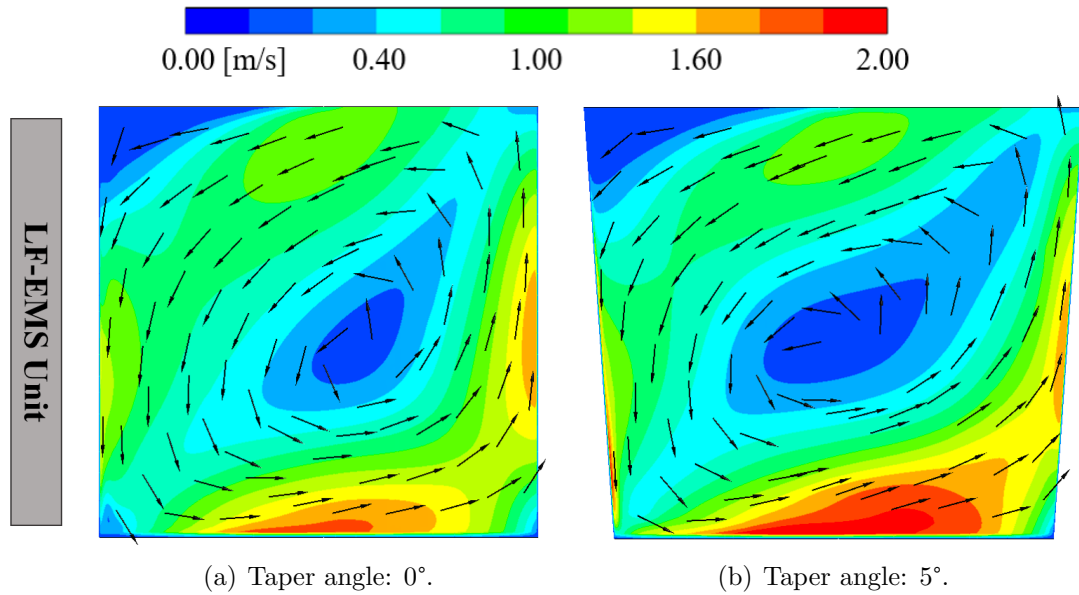 0.00 [m/s] 0.40 1.00 1.60 2.00
LF-EMS Unit
(a) Taper angle: 0°.
(b) Taper angle: 5°.